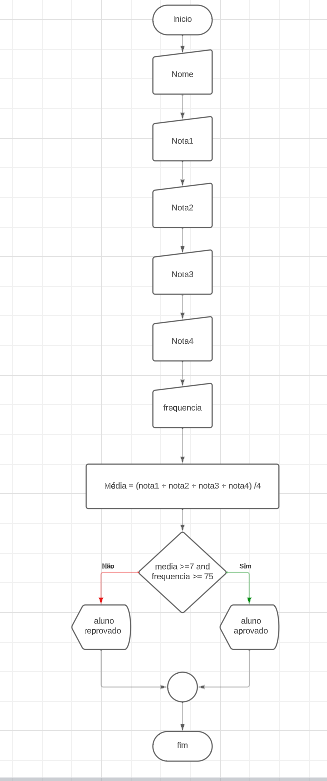 Inicio
Nome
Nota1
Nota2
Nota3
Nota4
frequencia
Média = (nota1 + nota2 + nota3 + nota4) /4
media >=7 and
frequencia >= 75
Não
Sim
aluno
reprovado
aluno
aprovado
fim